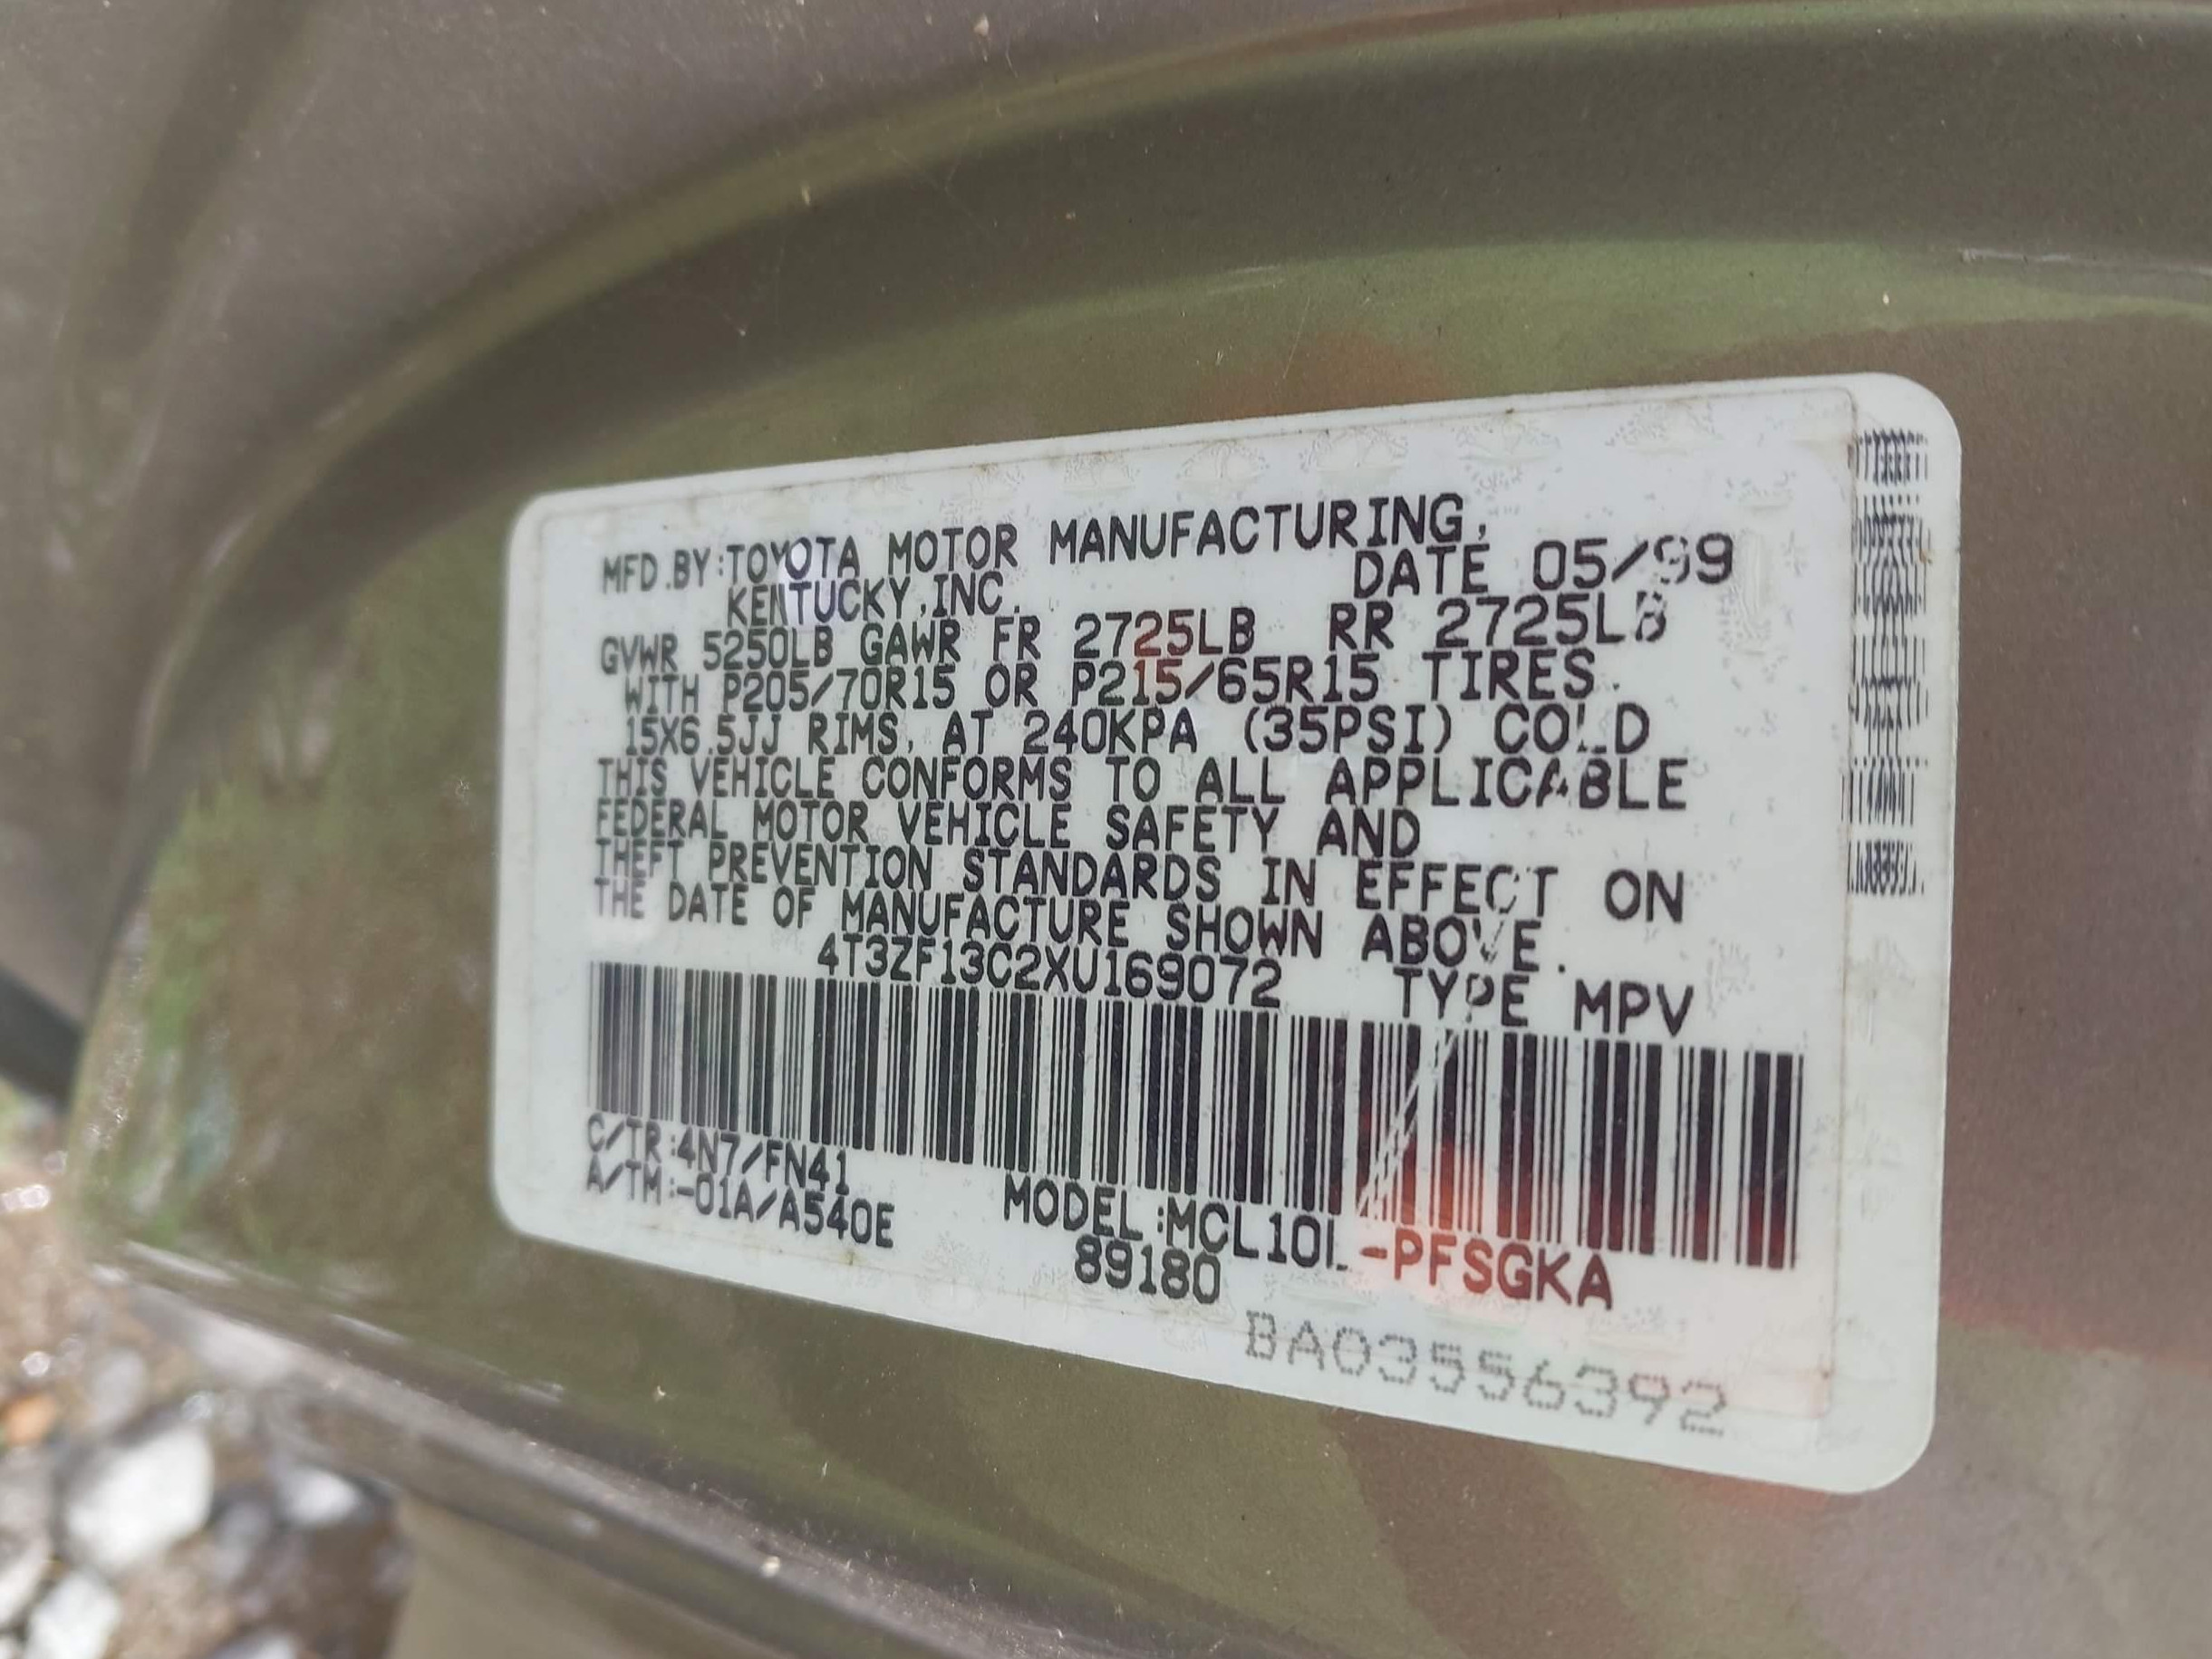 MFD.BY:TOYOTA MOTOR MANUFACTURING,
KENTUCKY,INC. DATE 05/99
GVWR 5250LB GAWR FR 2725LB RR 2725LB
WITH P205/70R15 OR P215/65R15 TIRES.
15X6.5JJ RIMS, AT 240KPA (35PSI) COLD
THIS VEHICLE CONFORMS TO ALL APPLICABLE
FEDERAL MOTOR VEHICLE SAFETY AND
THEFT PREVENTION STANDARDS IN EFFECT ON
THE DATE OF MANUFACTURE SHOWN ABOVE.
4T3ZF13C2XU169072 TYPE MPV
C/TR:4N7/FN41
A/TM:-01A/A540E MODEL:MCL10L-PFSGKA
89180
BA03556392